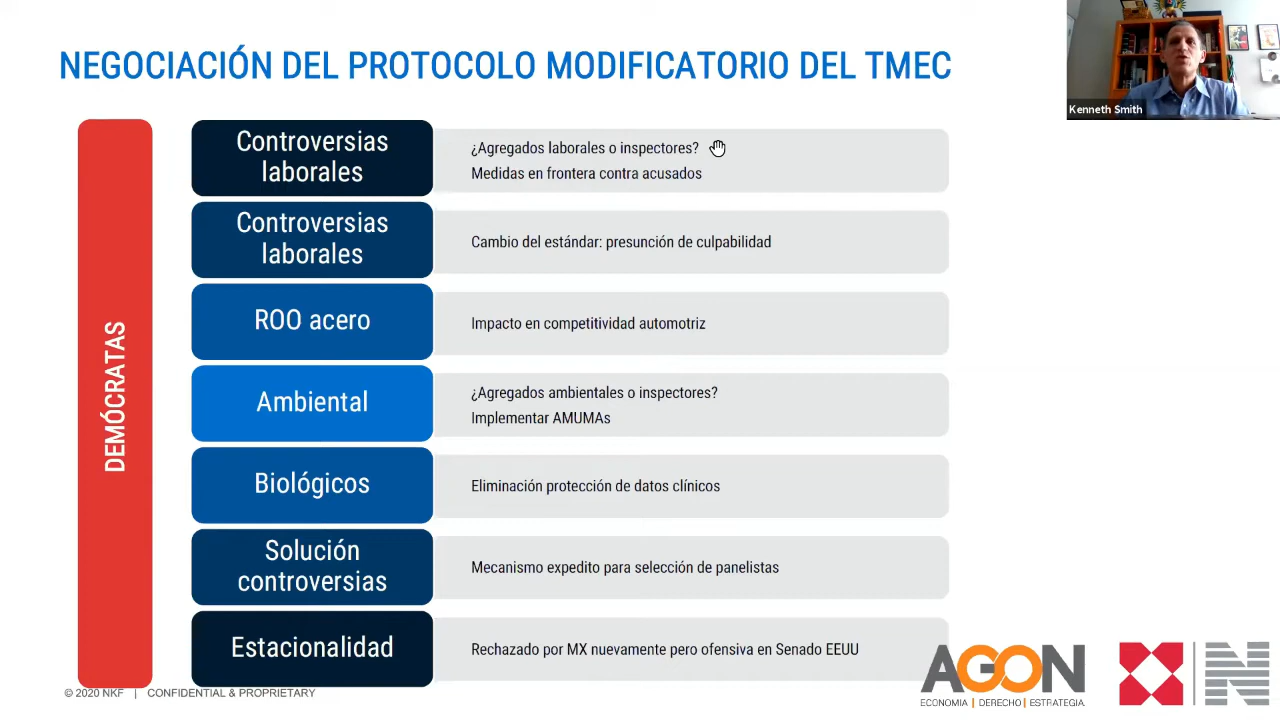 NEGOCIACIÓN DEL PROTOCOLO MODIFICATORIO DEL TMEC
Kenneth Smith
DEMÓCRATAS
Controversias
laborales
¿Agregados laborales o inspectores?
Medidas en frontera contra acusados
Controversias
laborales
Cambio del estándar: presunción de culpabilidad
ROO acero
Impacto en competitividad automotriz
Ambiental
¿Agregados ambientales o inspectores?
Implementar AMUMAs
Biológicos
Eliminación protección de datos clínicos
Solución
controversias
Mecanismo expedito para selección de panelistas
Estacionalidad
Rechazado por MX nuevamente pero ofensiva en Senado EEUU
© 2020 NKF | CONFIDENTIAL & PROPRIETARY
AGON
ECONOMIA | DERECHO | ESTRATEGIA
N